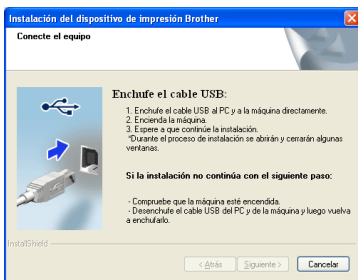 Instalación del dispositivo de impresión Brother
Conecte el equipo
Enchufe el cable USB:
1. Enchufe el cable USB al PC y a la máquina directamente.
2. Encienda la máquina.
3. Espere a que continúe la instalación.
*Durante el proceso de instalación se abrirán y cerrarán algunas
ventanas.
Si la instalación no continúa con el siguiente paso:
- Compruebe que la máquina esté encendida.
- Desenchufe el cable USB del PC y de la máquina y luego vuelva
a enchufarlo.
InstallShield
< Atrás Siguiente > Cancelar